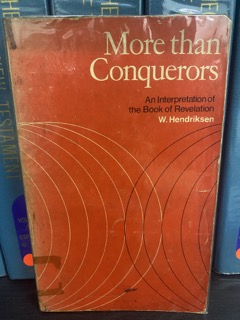 More than
Conquerors
An Interpretation of
the Book of Revelation
W. Hendriksen